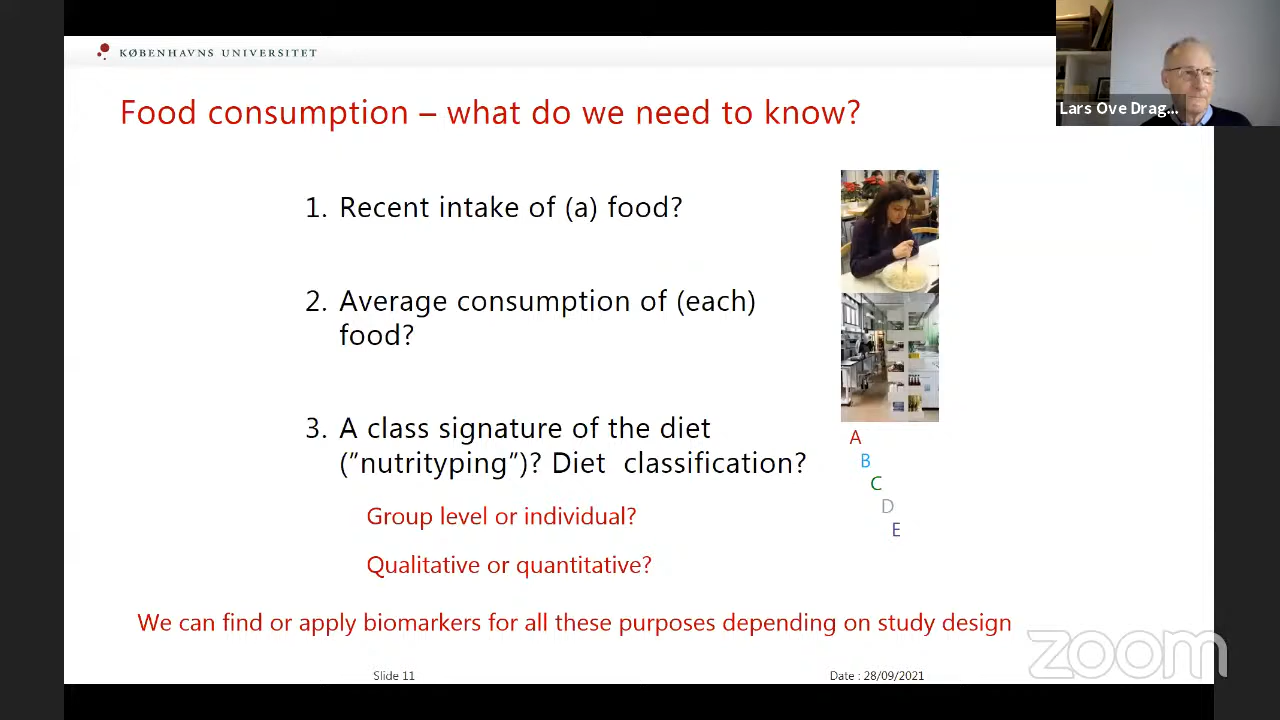 KØBENHAVNS UNIVERSITET
Lars Ove Drag...
Food consumption – what do we need to know?
1. Recent intake of (a) food?
2. Average consumption of (each)
food?
3. A class signature of the diet
(”nutrityping”)? Diet  classification?
A
B
C
D
E
Group level or individual?
Qualitative or quantitative?
We can find or apply biomarkers for all these purposes depending on study design
zoom
Slide 11
Date : 28/09/2021